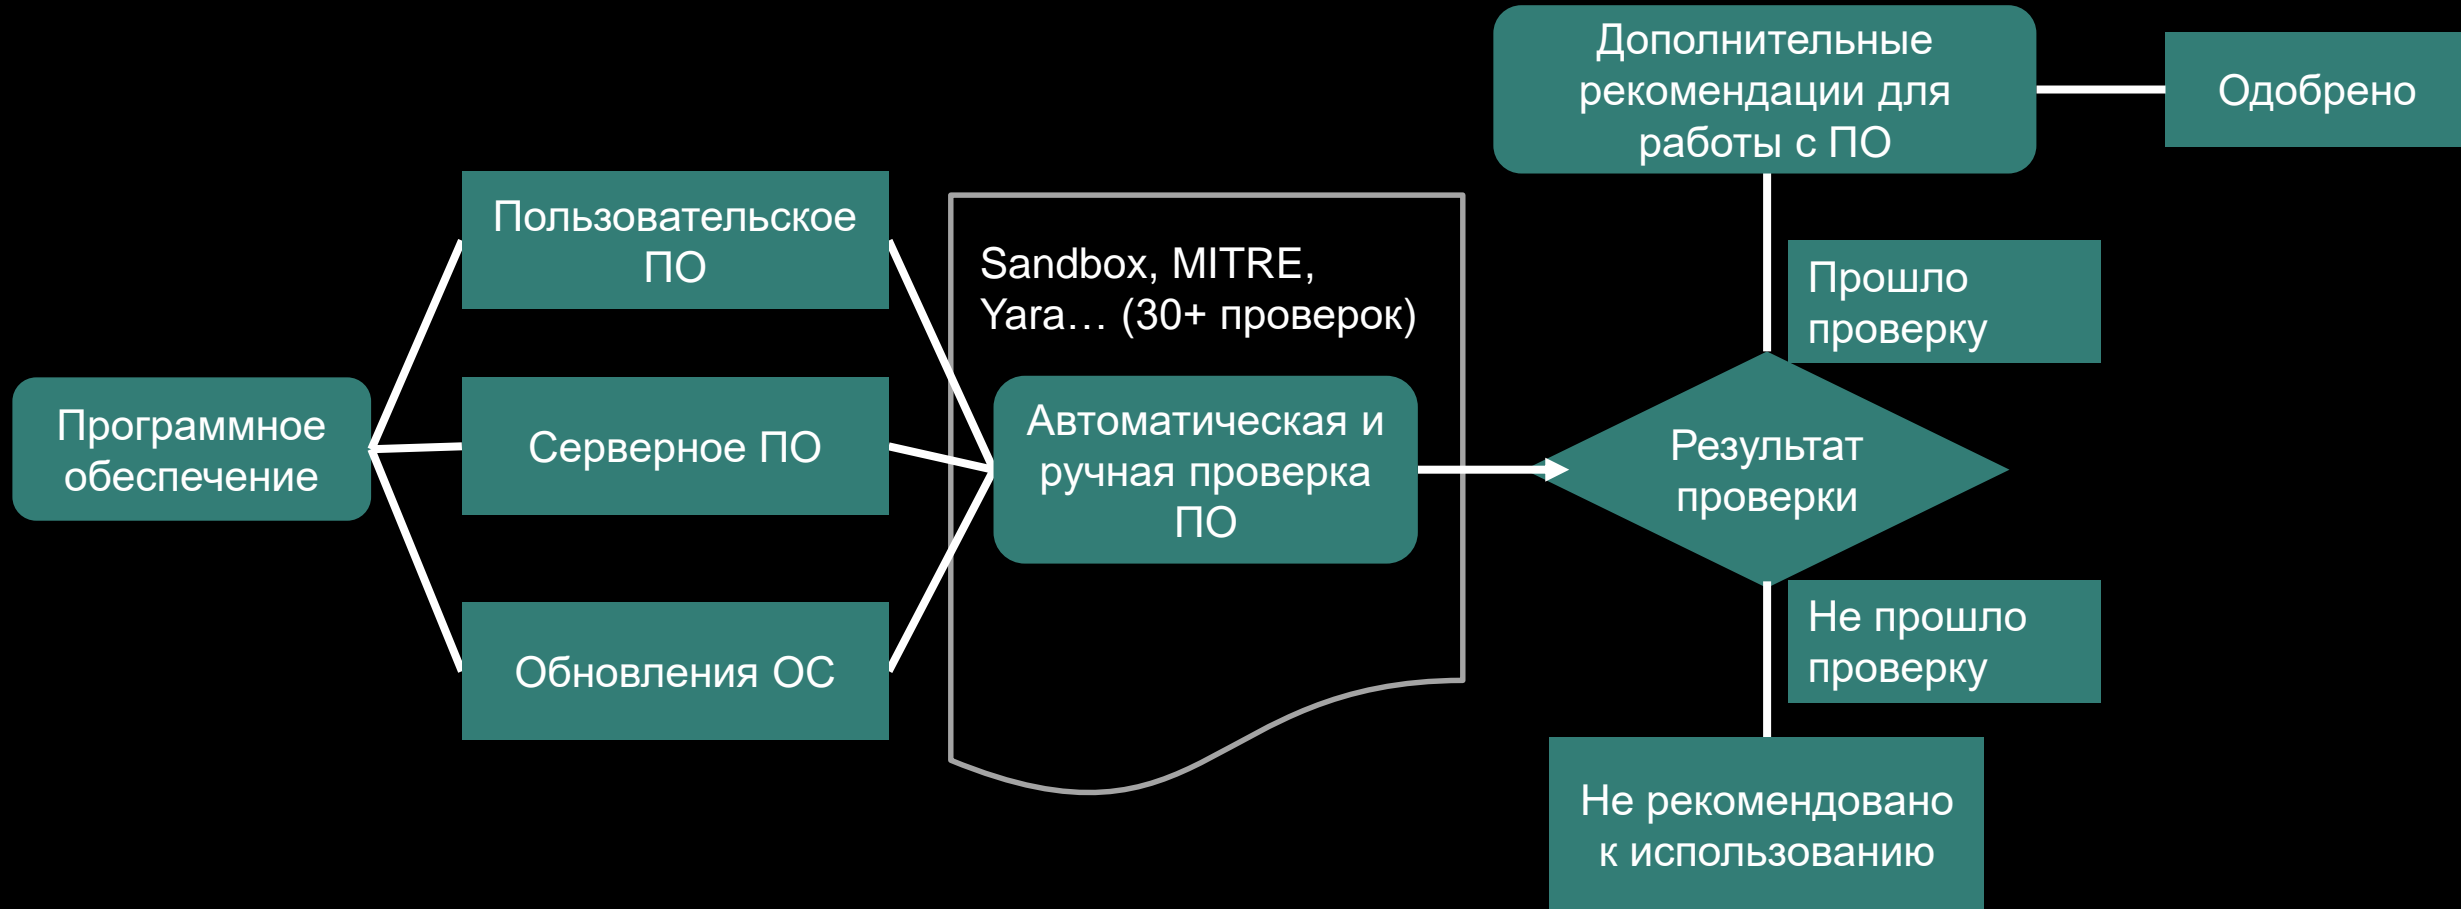 Программное
обеспечение
Пользовательское
ПО
Серверное ПО
Обновления ОС
Sandbox, MITRE,
Yara… (30+ проверок)
Автоматическая и
ручная проверка
ПО
Результат
проверки
Прошло
проверку
Дополнительные
рекомендации для
работы с ПО
Одобрено
Не прошло
проверку
Не рекомендовано
к использованию